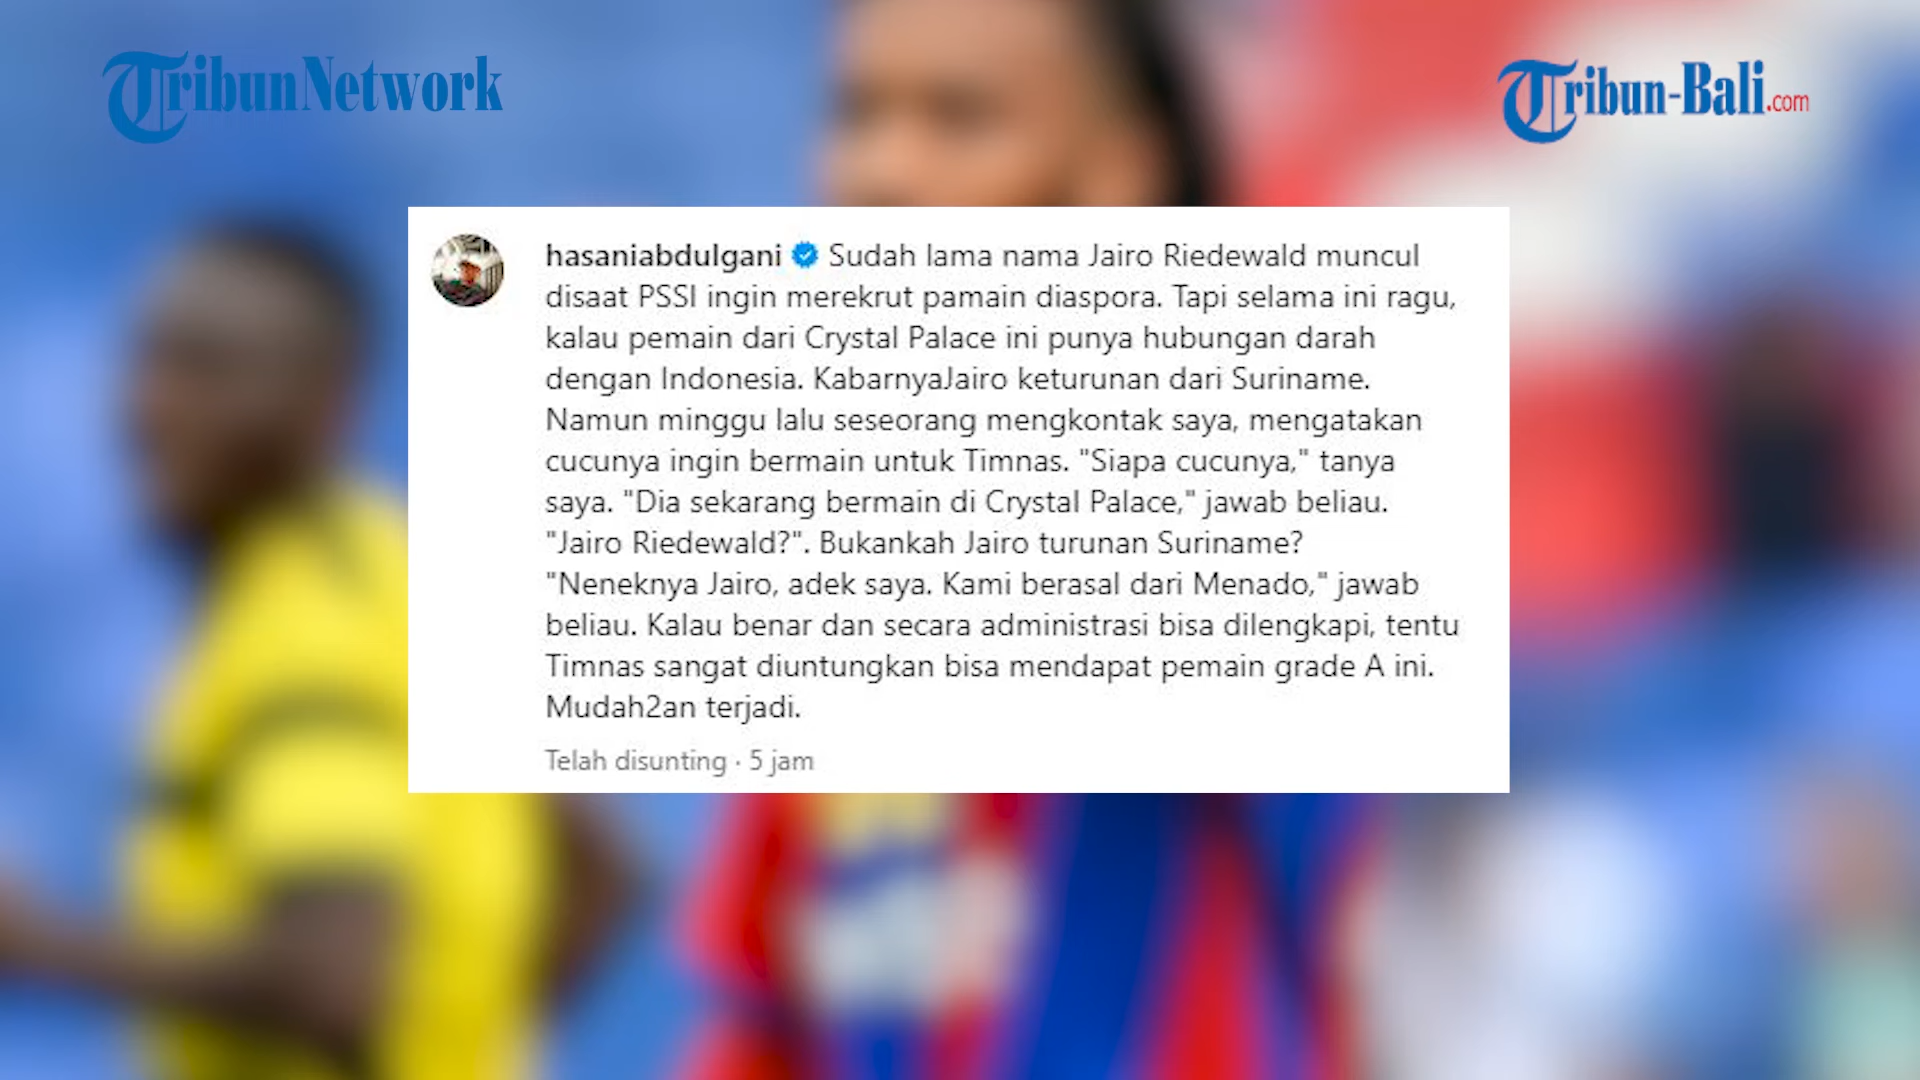 TribunNetwork
Tribun-Bali.com
hasaniabdulgani Sudah lama nama Jairo Riedewald muncul
disaat PSSI ingin merekrut pamain diaspora. Tapi selama ini ragu,
kalau pemain dari Crystal Palace ini punya hubungan darah
dengan Indonesia. KabarnyaJairo keturunan dari Suriname.
Namun minggu lalu seseorang mengkontak saya, mengatakan
cucunya ingin bermain untuk Timnas. "Siapa cucunya," tanya
saya. "Dia sekarang bermain di Crystal Palace," jawab beliau.
"Jairo Riedewald?". Bukankah Jairo turunan Suriname?
"Neneknya Jairo, adek saya. Kami berasal dari Menado," jawab
beliau. Kalau benar dan secara administrasi bisa dilengkapi, tentu
Timnas sangat diuntungkan bisa mendapat pemain grade A ini.
Mudah2an terjadi.
Telah disunting · 5 jam